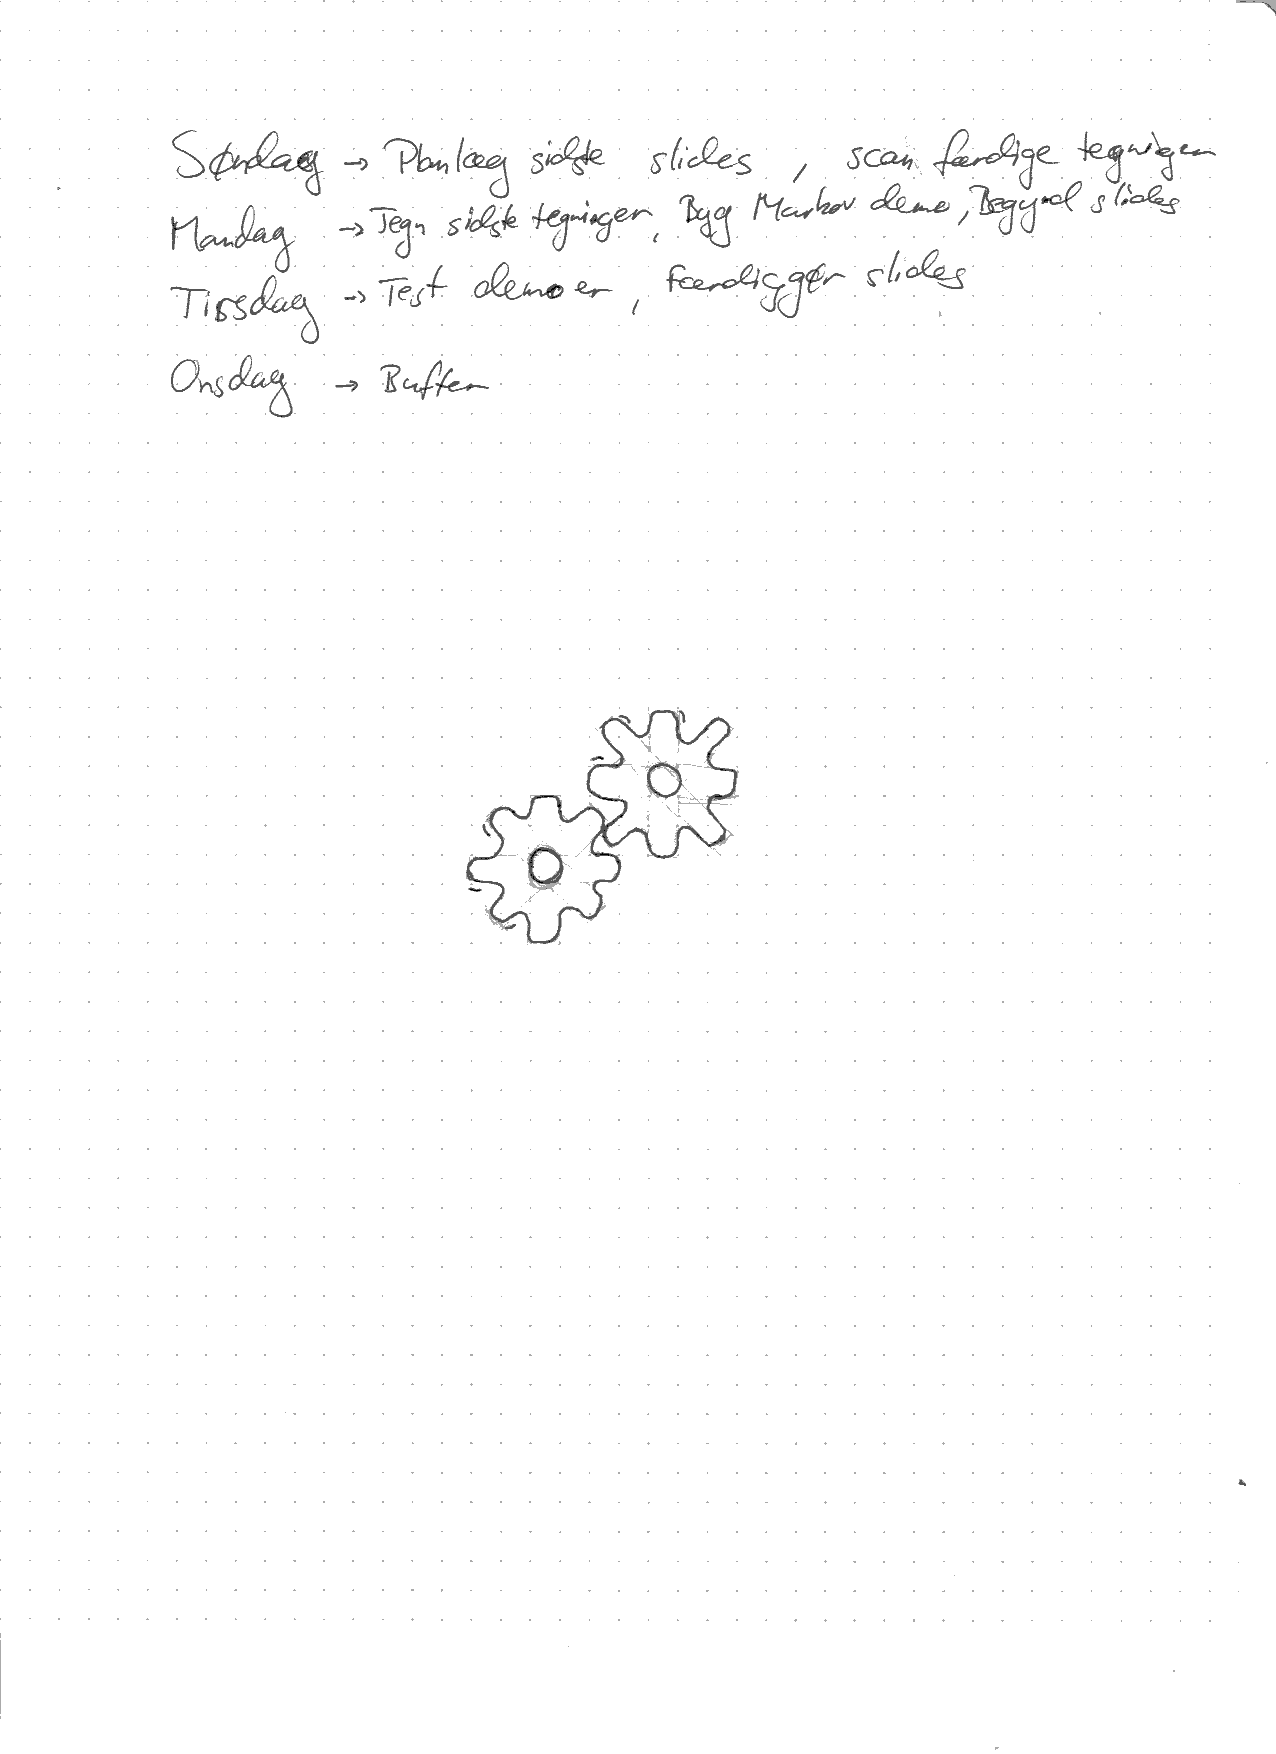 Søndag → Planlæg sidste slides, scan færdige tegninger
Mandag → Tegn sidste tegninger, Byg Markov demo, Begynd slides
Tirsdag → Test demoer, færdiggør slides
Onsdag → Buffer